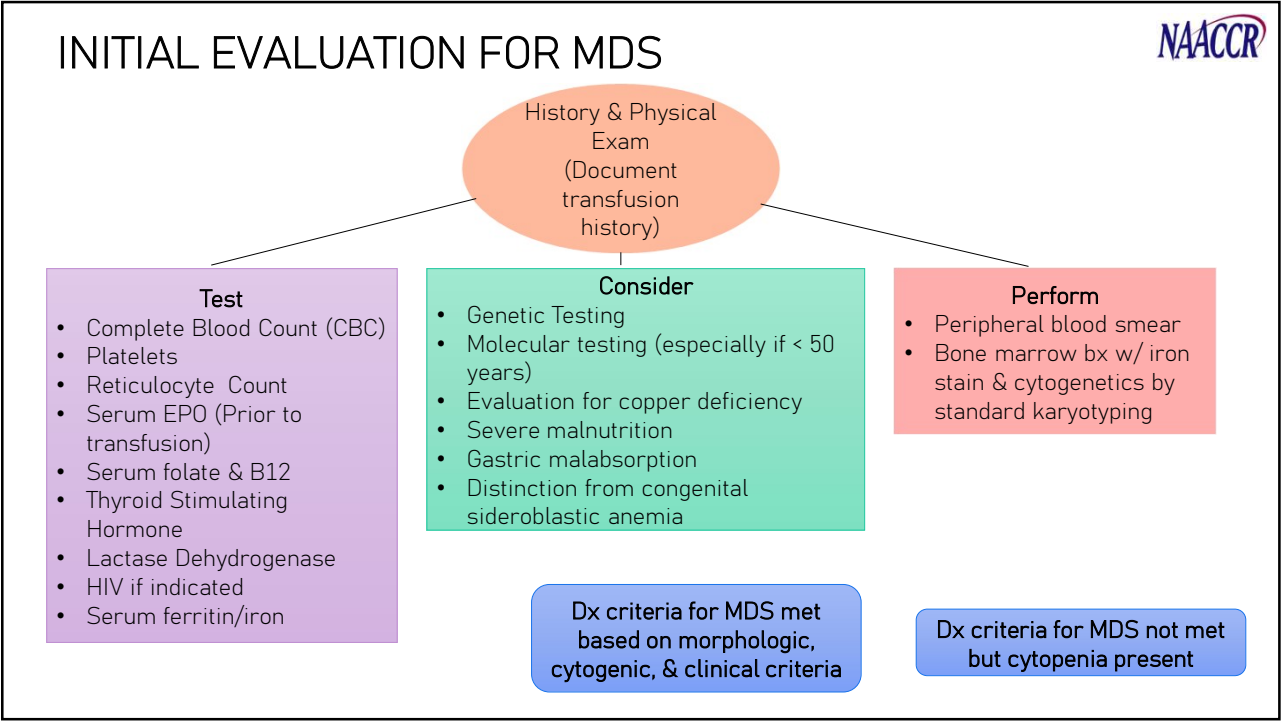 INITIAL EVALUATION FOR MDS
NAACCR
History & Physical
Exam
(Document
transfusion
history)
Test
• Complete Blood Count (CBC)
• Platelets
• Reticulocyte Count
• Serum EPO (Prior to
transfusion)
• Serum folate & B12
• Thyroid Stimulating
Hormone
• Lactase Dehydrogenase
• HIV if indicated
• Serum ferritin/iron
Consider
• Genetic Testing
• Molecular testing (especially if < 50
years)
• Evaluation for copper deficiency
• Severe malnutrition
• Gastric malabsorption
• Distinction from congenital
sideroblastic anemia
Perform
• Peripheral blood smear
• Bone marrow bx w/ iron
stain & cytogenetics by
standard karyotyping
Dx criteria for MDS met
based on morphologic,
cytogenic, & clinical criteria
Dx criteria for MDS not met
but cytopenia present